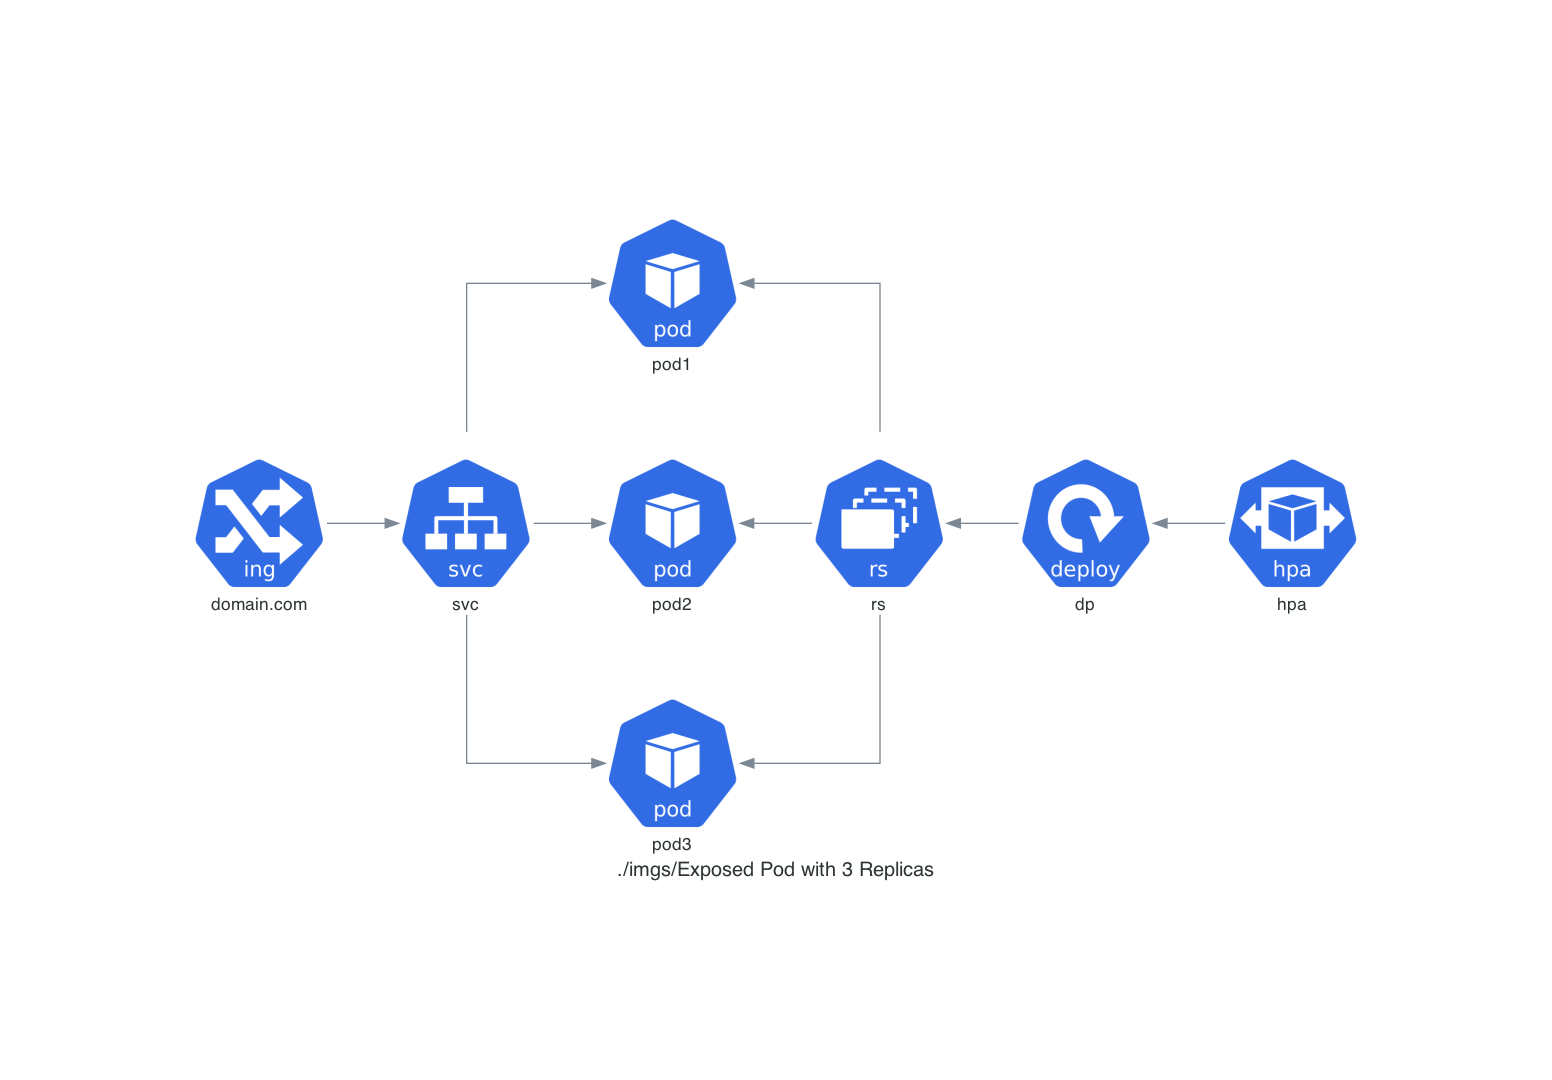 pod
pod1
ing
domain.com
svc
svc
pod
pod2
rs
rs
deploy
dp
hpa
hpa
pod
pod3
./imgs/Exposed Pod with 3 Replicas